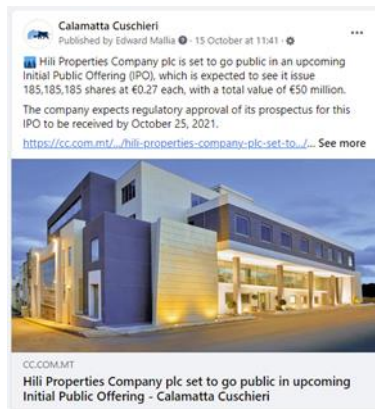 Calamatta Cuschieri
Published by Edward Mallia · 15 October at 11:41 ·
Hili Properties Company plc is set to go public in an upcoming
Initial Public Offering (IPO), which is expected to see it issue
185,185,185 shares at €0.27 each, with a total value of €50 million.
The company expects regulatory approval of its prospectus for this
IPO to be received by October 25, 2021.
https://cc.com.mt/.../hili-properties-company-plc-set-to.../... See more
CC.COM.MT
Hili Properties Company plc set to go public in upcoming
Initial Public Offering - Calamatta Cuschieri